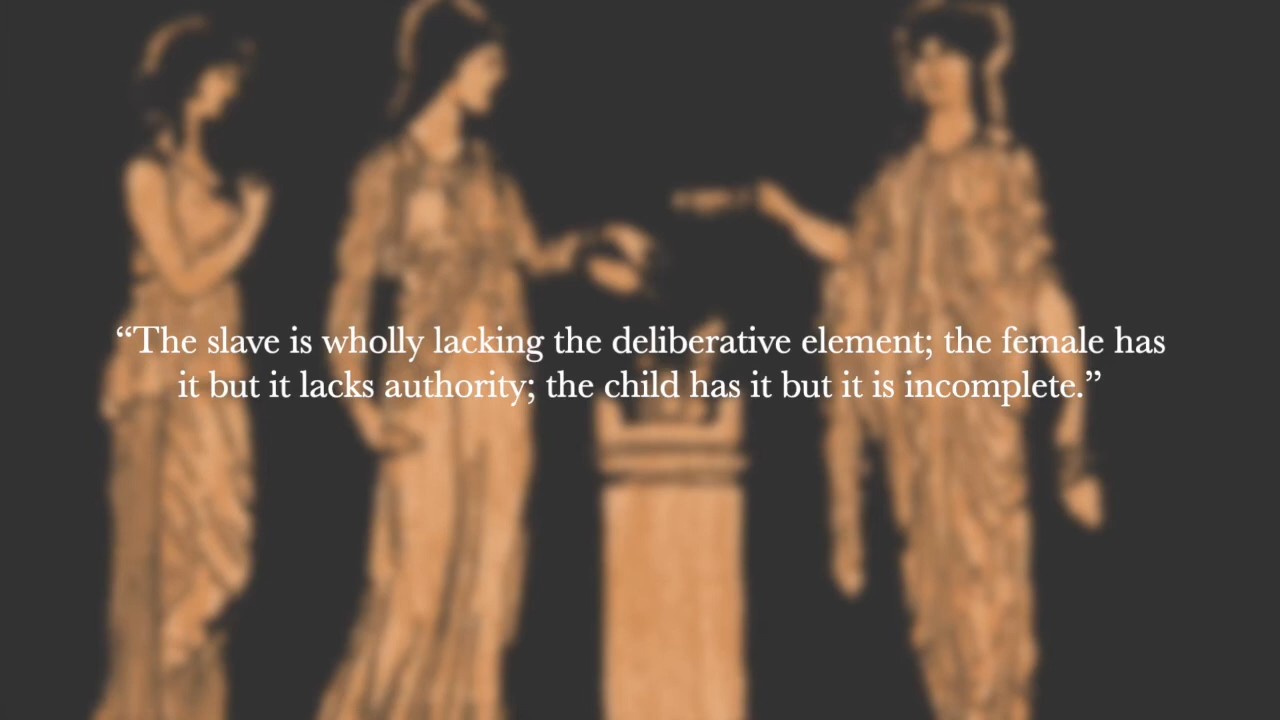 “The slave is wholly lacking the deliberative element; the female has
it but it lacks authority; the child has it but it is incomplete.”